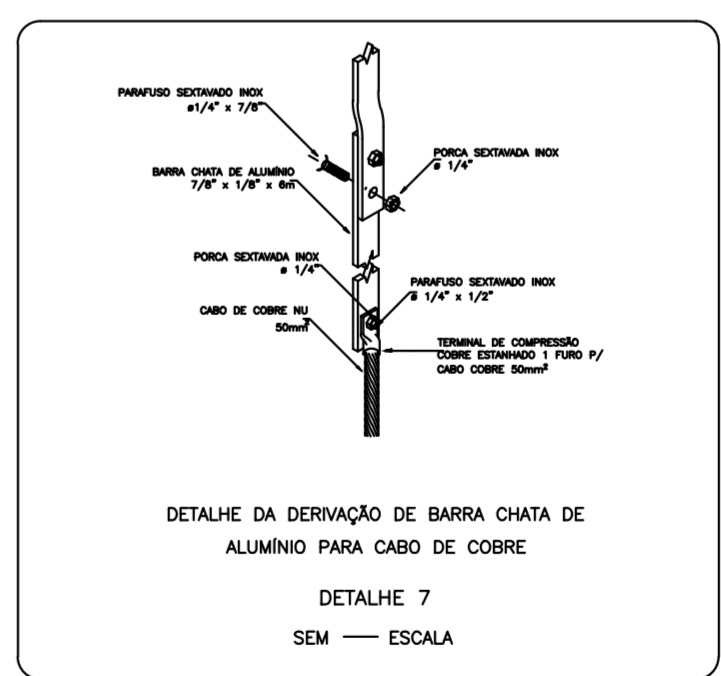 PARAFUSO SEXTAVADO INOX
ø1/4" x 7/8"
BARRA CHATA DE ALUMÍNIO
7/8" x 1/8" x 6m
PORCA SEXTAVADA INOX
ø 1/4"
PORCA SEXTAVADA INOX
ø 1/4"
PARAFUSO SEXTAVADO INOX
ø 1/4" x 1/2"
CABO DE COBRE NU
50mm²
TERMINAL DE COMPRESSÃO
COBRE ESTANHADO 1 FURO P/
CABO COBRE 50mm²
DETALHE DA DERIVAÇÃO DE BARRA CHATA DE
ALUMÍNIO PARA CABO DE COBRE
DETALHE 7
SEM — ESCALA